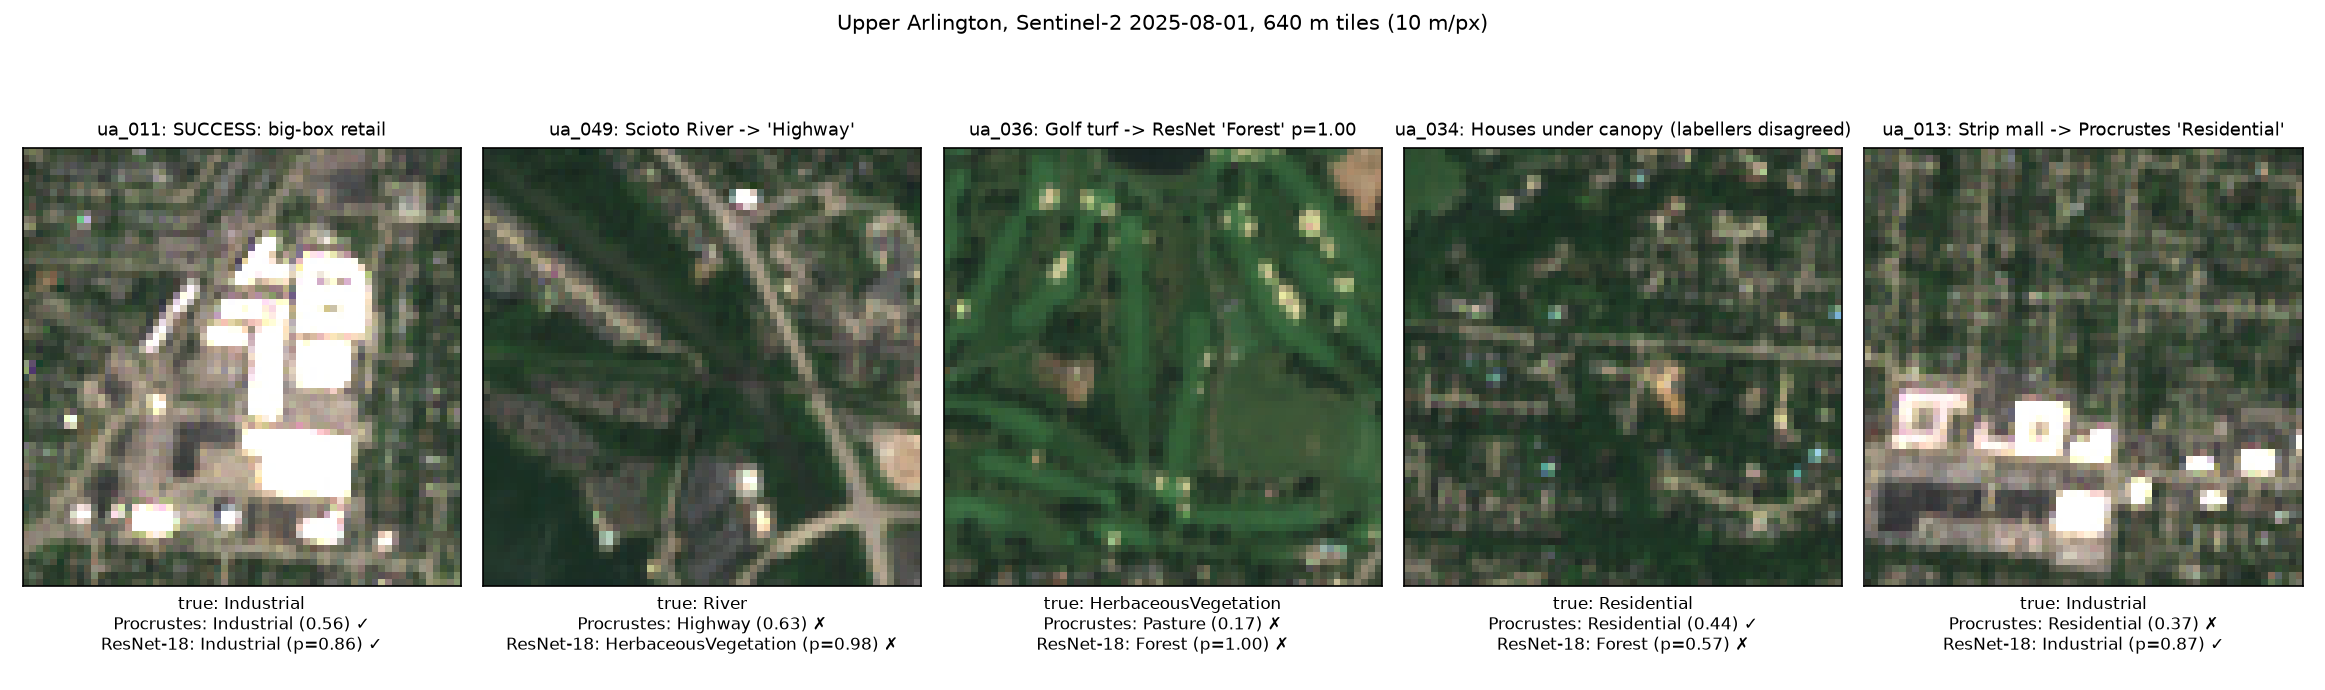 Upper Arlington, Sentinel-2 2025-08-01, 640 m tiles (10 m/px)
ua_011: SUCCESS: big-box retail
true: Industrial
Procrustes: Industrial (0.56) ✓
ResNet-18: Industrial (p=0.86) ✓
ua_049: Scioto River -> 'Highway'
true: River
Procrustes: Highway (0.63) ✗
ResNet-18: HerbaceousVegetation (p=0.98) ✗
ua_036: Golf turf -> ResNet 'Forest' p=1.00
true: HerbaceousVegetation
Procrustes: Pasture (0.17) ✗
ResNet-18: Forest (p=1.00) ✗
ua_034: Houses under canopy (labellers disagreed)
true: Residential
Procrustes: Residential (0.44) ✓
ResNet-18: Forest (p=0.57) ✗
ua_013: Strip mall -> Procrustes 'Residential'
true: Industrial
Procrustes: Residential (0.37) ✗
ResNet-18: Industrial (p=0.87) ✓